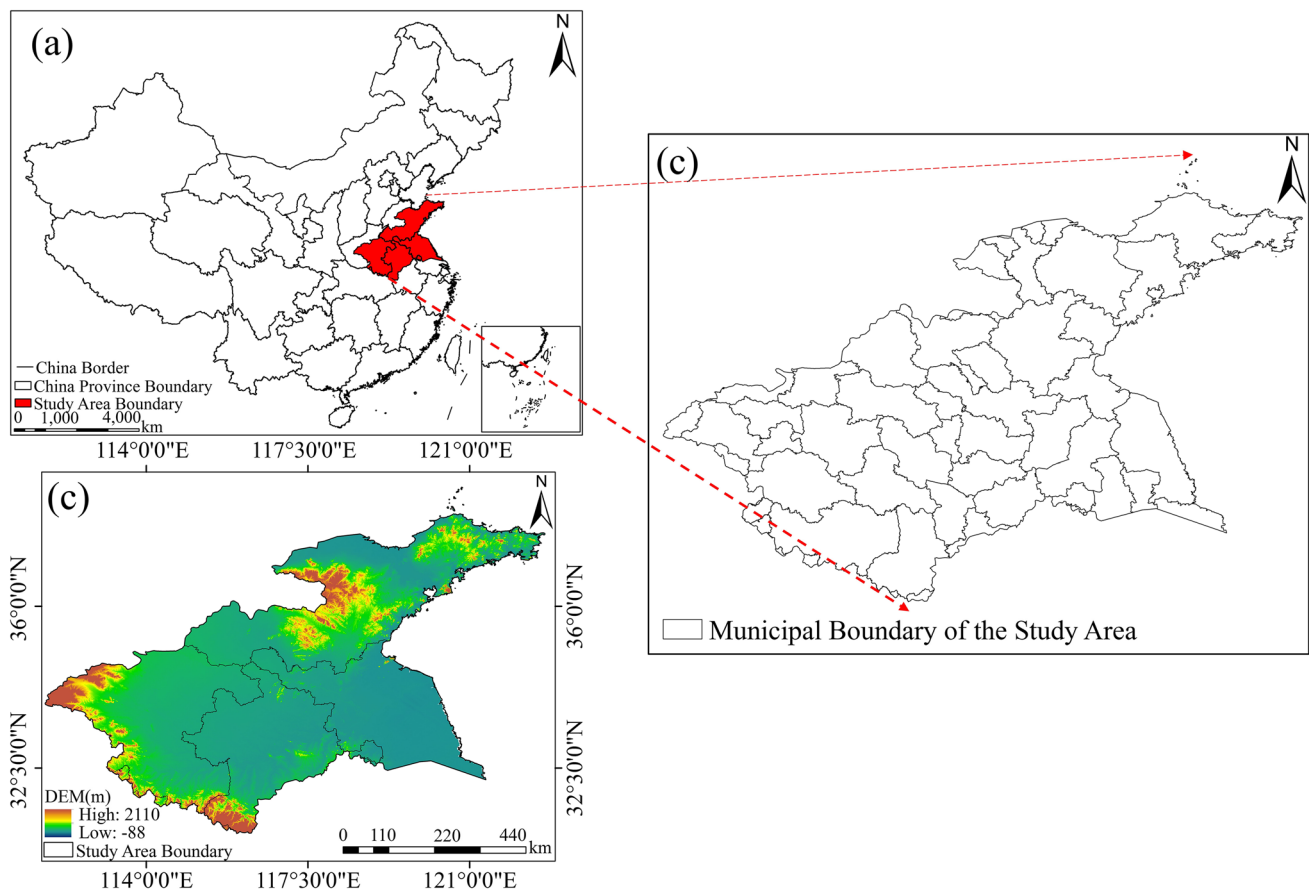 (a)
N
China Border
China Province Boundary
Study Area Boundary
0 1,000 4,000
km
114°0'0"E 117°30'0"E 121°0'0"E
(c)
N
Municipal Boundary of the Study Area
(c)
N
36°0'0"N
32°30'0"N
36°0'0"N
32°30'0"N
DEM(m)
High: 2110
Low: -88
Study Area Boundary
0 110 220 440
km
114°0'0"E 117°30'0"E 121°0'0"E